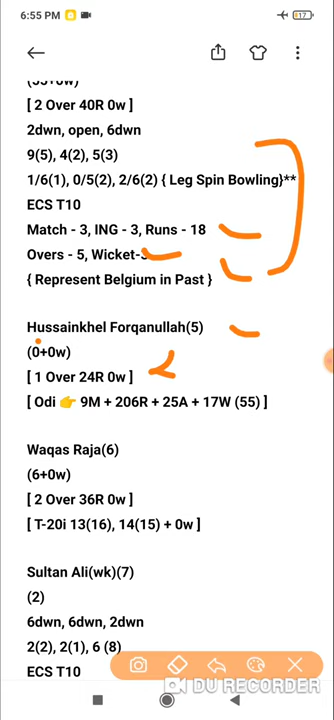 6:55 PM
17
[ 2 Over 40R 0w ]
2dwn, open, 6dwn
9(5), 4(2), 5(3)
1/6(1), 0/5(2), 2/6(2) { Leg Spin Bowling}**
ECS T10
Match - 3, ING - 3, Runs - 18
Overs - 5, Wicket-3
{ Represent Belgium in Past }
Hussainkhel Forqanullah(5)
(0+0w)
[ 1 Over 24R 0w ]
[ Odi 👉 9M + 206R + 25A + 17W (55) ]
Waqas Raja(6)
(6+0w)
[ 2 Over 36R 0w ]
[ T-20i 13(16), 14(15) + 0w ]
Sultan Ali(wk)(7)
(2)
6dwn, 6dwn, 2dwn
2(2), 2(1), 6 (8)
ECS T10
DU RECORDER